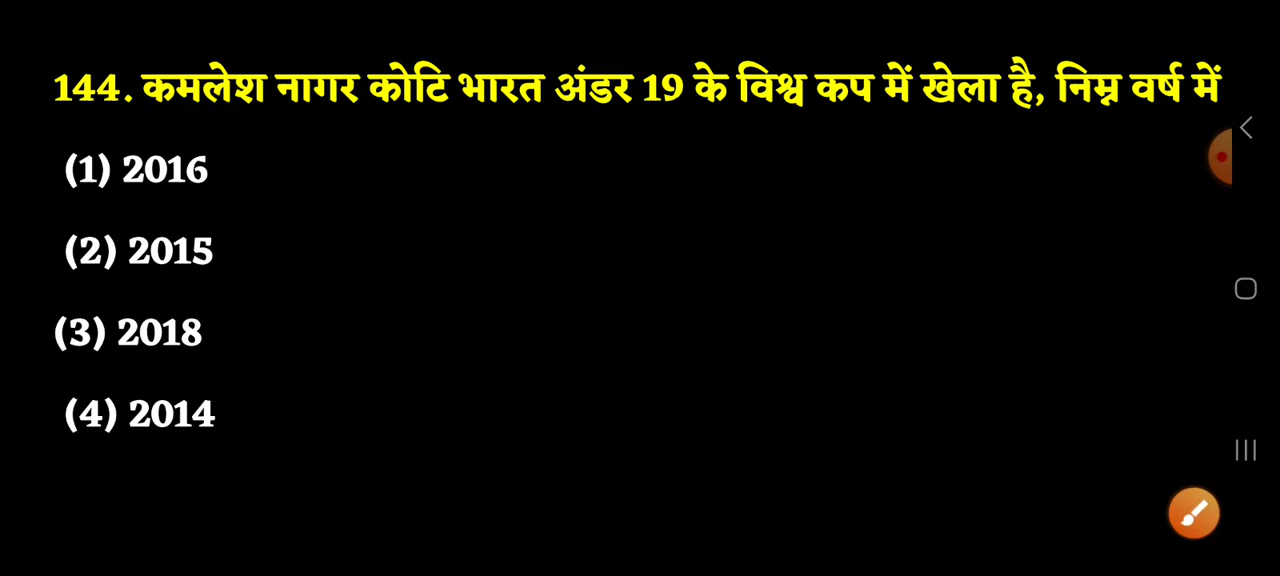 144. कमलेश नागर कोटि भारत अंडर 19 के विश्व कप में खेला है, निम्न वर्ष में
(1) 2016
(2) 2015
(3) 2018
(4) 2014